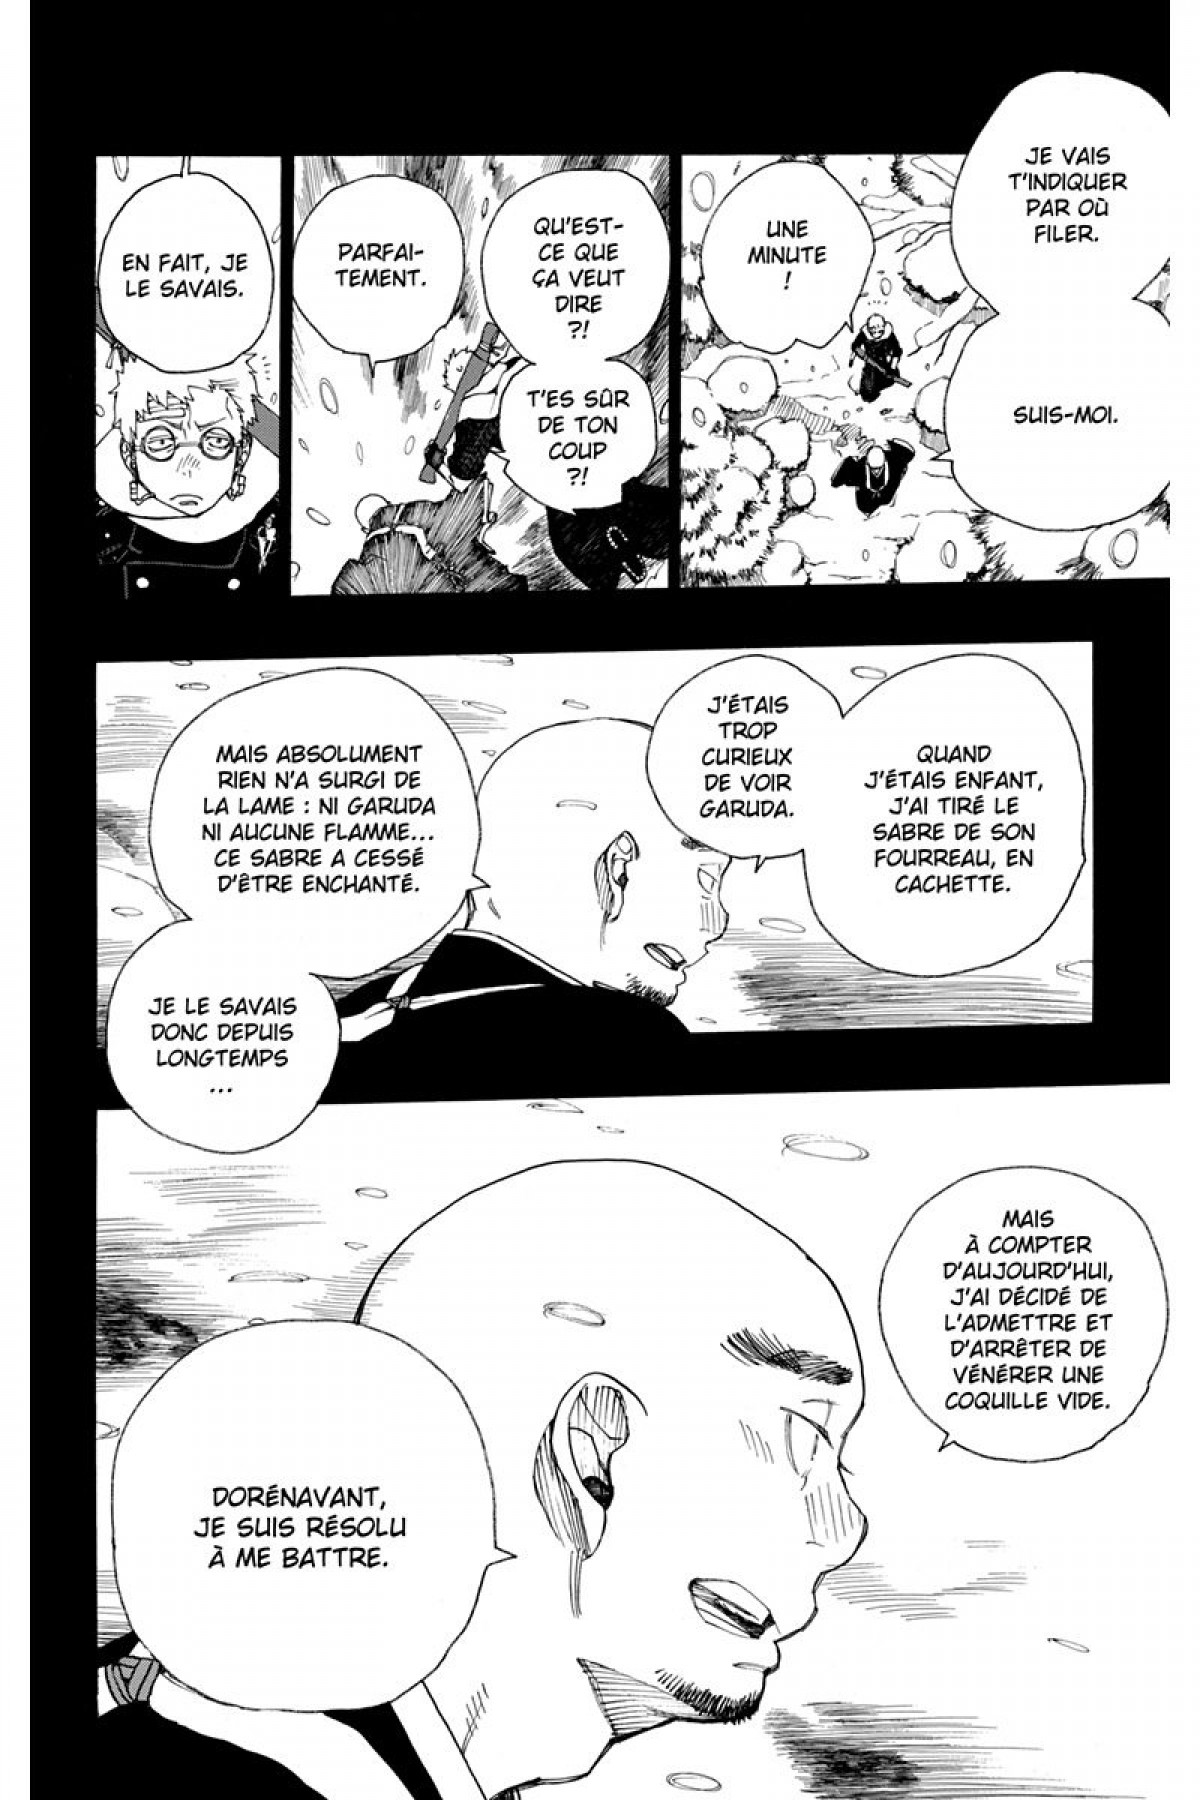 JE VAIS
T'INDIQUER
PAR OÙ
FILER.
SUIS-MOI.
UNE
MINUTE
!
QU'EST-
CE QUE
ÇA VEUT
DIRE
?!
T'ES SÛR
DE TON
COUP
?!
PARFAI-
TEMENT.
EN FAIT, JE
LE SAVAIS.
QUAND
J'ÉTAIS ENFANT,
J'AI TIRÉ LE
SABRE DE SON
FOURREAU, EN
CACHETTE.
J'ÉTAIS
TROP
CURIEUX
DE VOIR
GARUDA.
MAIS ABSOLUMENT
RIEN N'A SURGI DE
LA LAME : NI GARUDA
NI AUCUNE FLAMME...
CE SABRE A CESSÉ
D'ÊTRE ENCHANTÉ.
JE LE SAVAIS
DONC DEPUIS
LONGTEMPS
...
MAIS
À COMPTER
D'AUJOURD'HUI,
J'AI DÉCIDÉ DE
L'ADMETTRE ET
D'ARRÊTER DE
VÉNÉRER UNE
COQUILLE VIDE.
DORÉNAVANT,
JE SUIS RÉSOLU
À ME BATTRE.